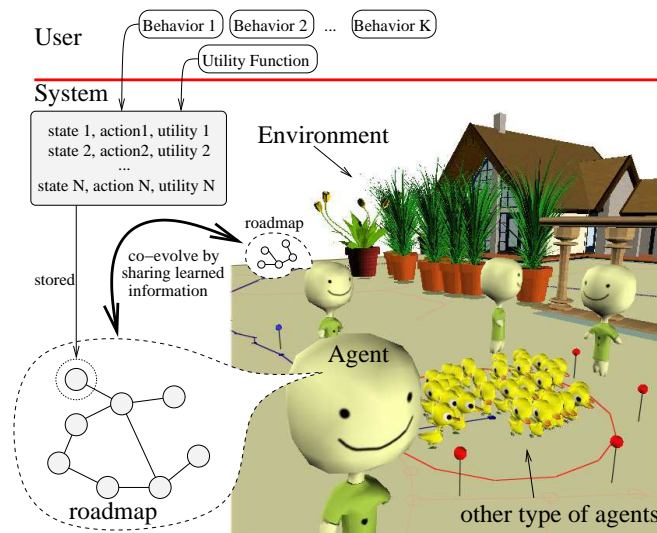 User
Behavior 1
Behavior 2
...
Behavior K
Utility Function
System
state 1, action1, utility 1
state 2, action2, utility 2
...
state N, action N, utility N
Environment
roadmap
co-evolve by
sharing learned
information
stored
Agent
roadmap
other type of agents